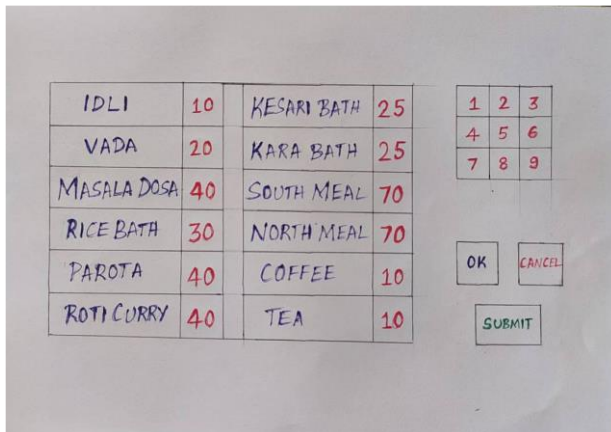 IDLI 10 KESARI BATH 25
VADA 20 KARA BATH 25
MASALA DOSA 40 SOUTH MEAL 70
RICE BATH 30 NORTH MEAL 70
PAROTA 40 COFFEE 10
ROTI CURRY 40 TEA 10
1 2 3
4 5 6
7 8 9
OK CANCEL
SUBMIT